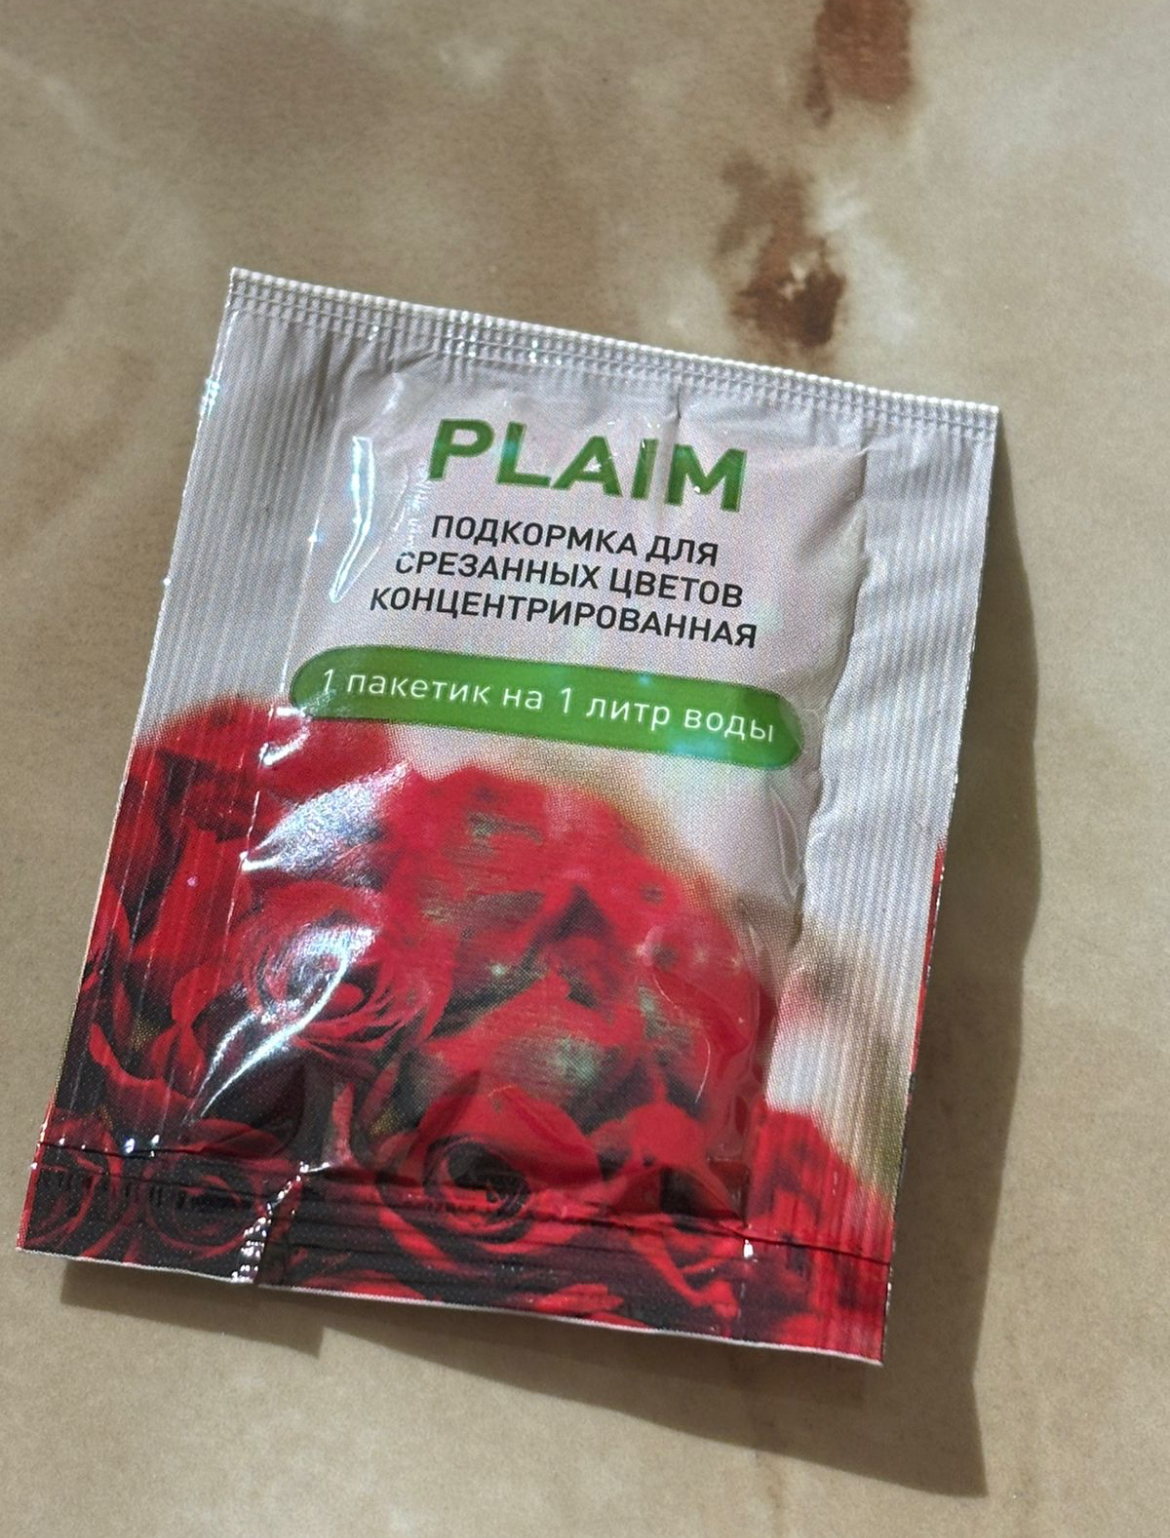 PLAIM
ПОДКОРМКА ДЛЯ
СРЕЗАННЫХ ЦВЕТОВ
КОНЦЕНТРИРОВАННАЯ
1 пакетик на 1 литр воды